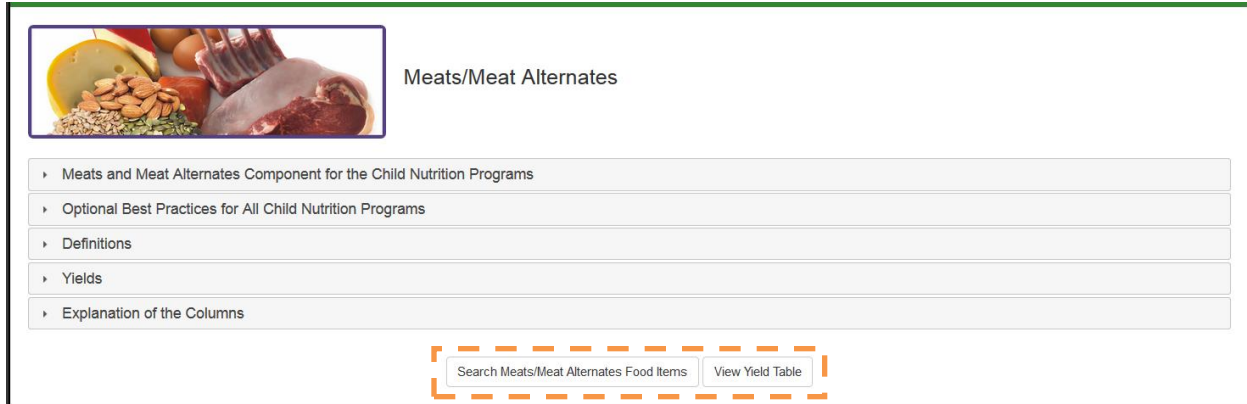 Meats/Meat Alternates
Meats and Meat Alternates Component for the Child Nutrition Programs
Optional Best Practices for All Child Nutrition Programs
Definitions
Yields
Explanation of the Columns
Search Meats/Meat Alternates Food Items View Yield Table